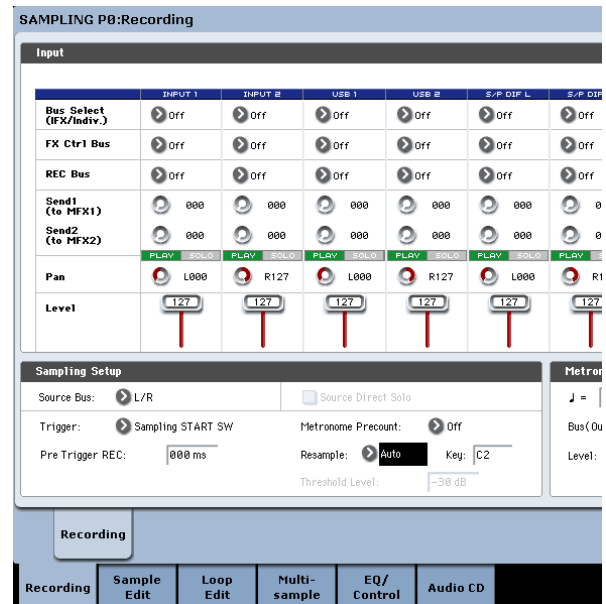 SAMPLING P0:Recording
Input
INPUT 1 INPUT 2 USB 1 USB 2 S/P DIF L S/P DIF
Bus Select
(IFX/Indiv.) Off Off Off Off Off Off
FX Ctrl Bus Off Off Off Off Off Off
REC Bus Off Off Off Off Off Off
Send1
(to MFX1) 000 000 000 000 000 0
Send2
(to MFX2) 000 000 000 000 000 0
PLAY SOLO PLAY SOLO PLAY SOLO PLAY SOLO PLAY SOLO PLAY SOLO
Pan L000 R127 L000 R127 L000 R1
Level 127 127 127 127 127 127
Sampling Setup Metron
Source Bus: L/R Source Direct Solo ♩ =
Trigger: Sampling START SW Metronome Precount: Off Bus(Ou
Pre Trigger REC: 000 ms Resample: Auto Key: C2 Level:
Threshold Level: -30 dB
Recording
Recording Sample Edit Loop Edit Multi-sample EQ/Control Audio CD